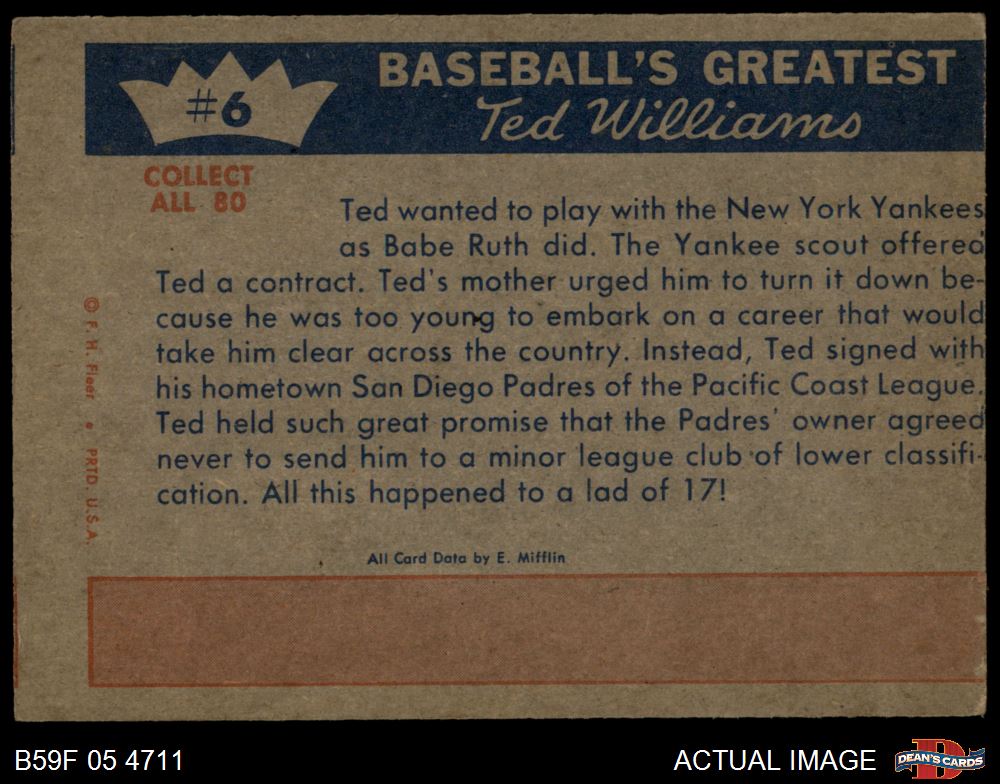 #6
BASEBALL'S GREATEST
Ted Williams
COLLECT
ALL 80
Ted wanted to play with the New York Yankees
as Babe Ruth did. The Yankee scout offered
Ted a contract. Ted's mother urged him to turn it down be-
cause he was too young to embark on a career that would
take him clear across the country. Instead, Ted signed with
his hometown San Diego Padres of the Pacific Coast League.
Ted held such great promise that the Padres' owner agreed
never to send him to a minor league club of lower classifi-
cation. All this happened to a lad of 17!
© F. H. Fleer • PRTD. U.S.A.
All Card Data by E. Mifflin
B59F 05 4711
ACTUAL IMAGE
D
DEAN'S CARDS